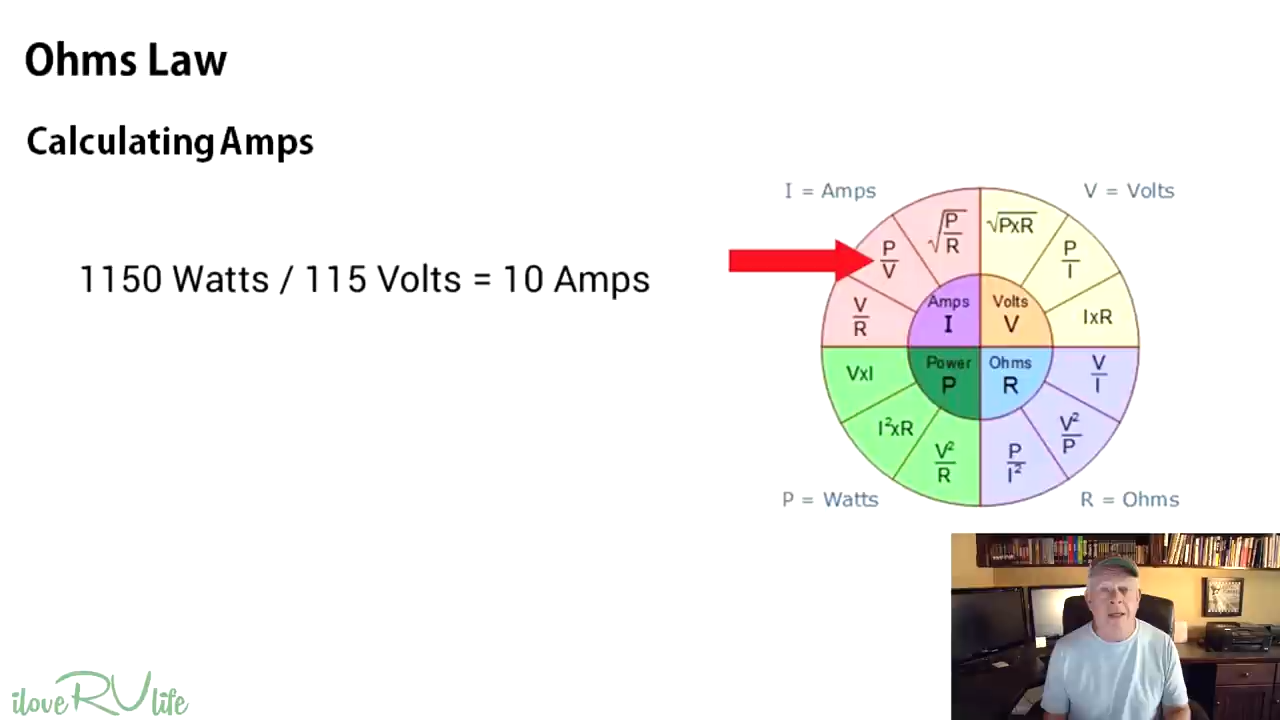 Ohms Law
Calculating Amps
1150 Watts / 115 Volts = 10 Amps
I = Amps
V = Volts
P
V
√P
R
√PxR
P
I
V
R
IxR
Amps
I
Volts
V
Power
P
Ohms
R
VxI
V
I
I²xR
V²
P
V²
R
P
I²
P = Watts
R = Ohms
iloveRVlife